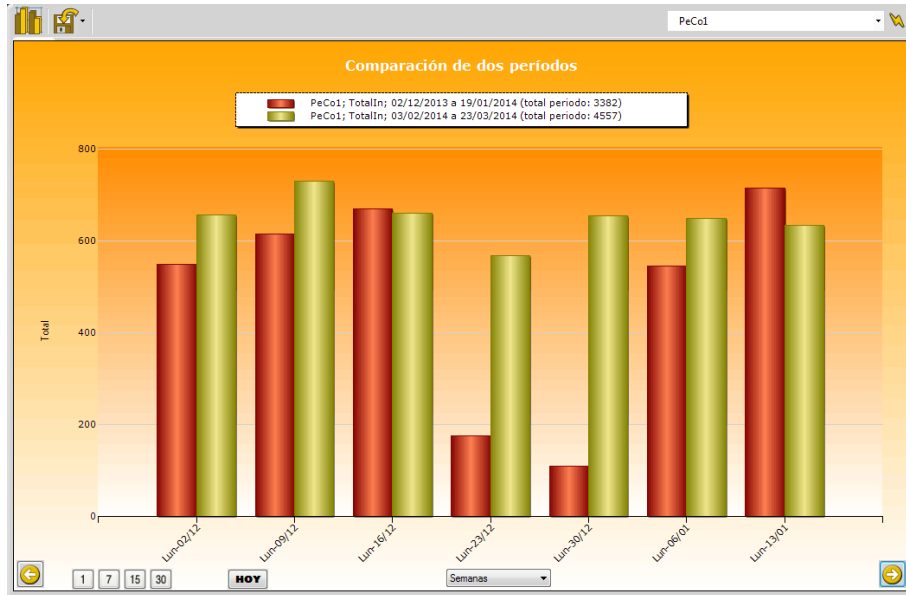 PeCo1
Comparación de dos períodos
PeCo1; TotalIn; 02/12/2013 a 19/01/2014 (total periodo: 3382)
PeCo1; TotalIn; 03/02/2014 a 23/03/2014 (total periodo: 4557)
800
600
400
200
0
Total
Lun-02/12
Lun-09/12
Lun-16/12
Lun-23/12
Lun-30/12
Lun-06/01
Lun-13/01
1
7
15
30
HOY
Semanas